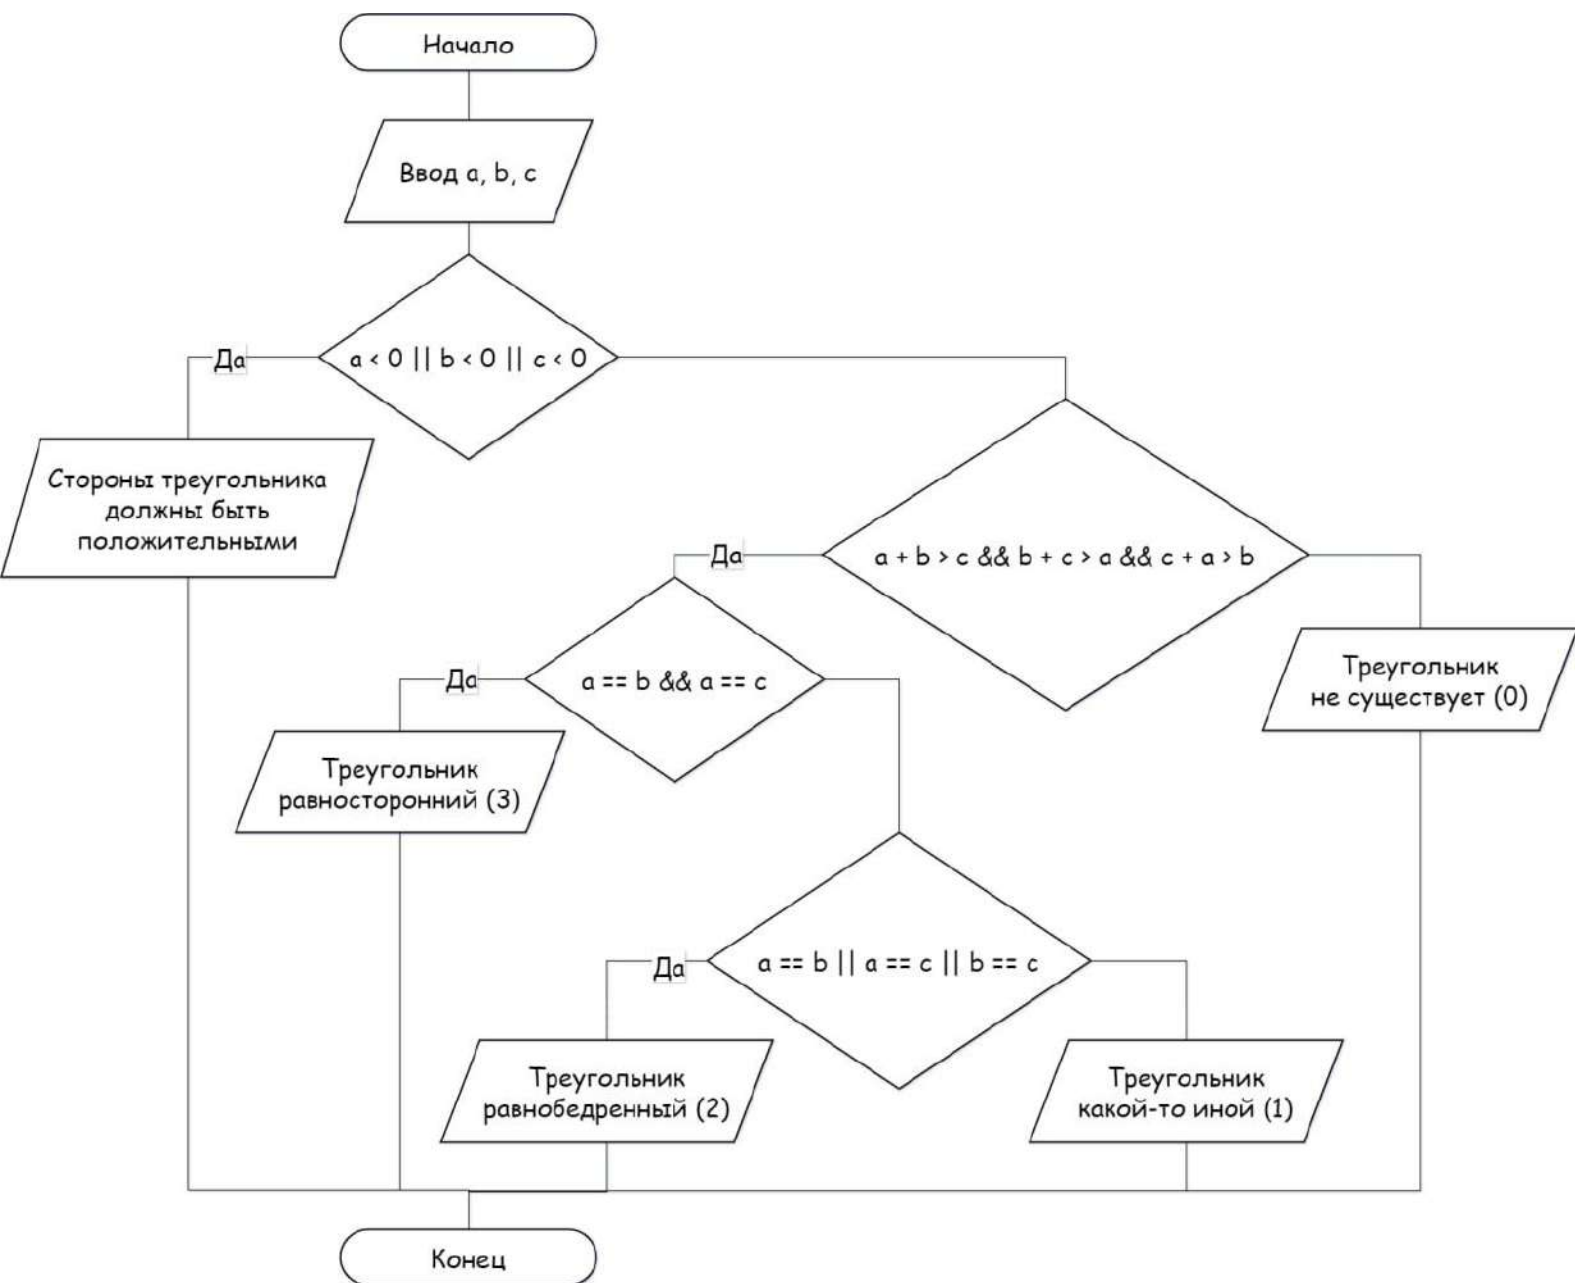 Начало
Ввод a, b, c
a < 0 || b < 0 || c < 0
Да
Стороны треугольника
должны быть
положительными
a + b > c && b + c > a && c + a > b
Да
Треугольник
не существует (0)
a == b && a == c
Да
Треугольник
равносторонний (3)
a == b || a == c || b == c
Да
Треугольник
равнобедренный (2)
Треугольник
какой-то иной (1)
Конец